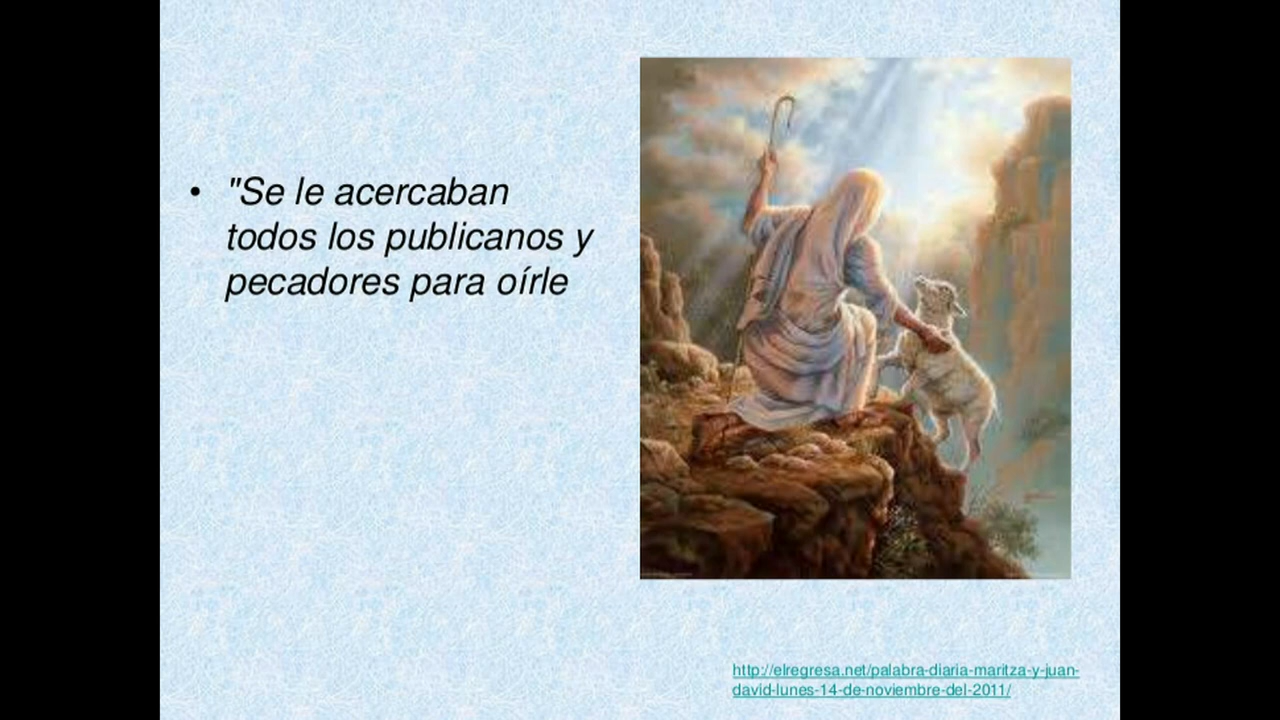 • "Se le acercaban
todos los publicanos y
pecadores para oírle
http://elregresa.net/palabra-diaria-maritza-y-juan-
david-lunes-14-de-noviembre-del-2011/